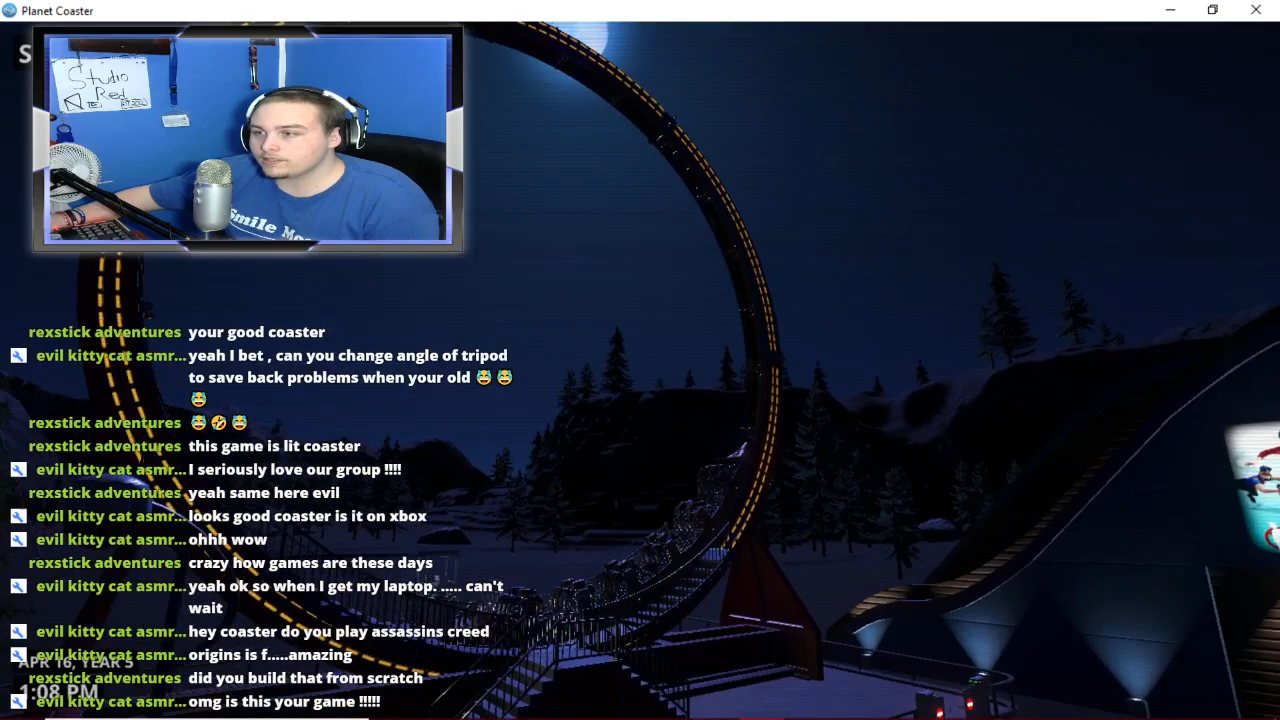 Planet Coaster
S
Studio
Red
Smile Mo
rexstick adventures your good coaster
evil kitty cat asmr... yeah I bet , can you change angle of tripod
to save back problems when your old 😂 😂
😂
rexstick adventures 😂 🤣 😂
rexstick adventures this game is lit coaster
evil kitty cat asmr... I seriously love our group !!!!
rexstick adventures yeah same here evil
evil kitty cat asmr... looks good coaster is it on xbox
evil kitty cat asmr... ohhh wow
rexstick adventures crazy how games are these days
evil kitty cat asmr... yeah ok so when I get my laptop. ..... can't
wait
evil kitty cat asmr... hey coaster do you play assassins creed
evil kitty cat asmr... origins is f.....amazing
APR 16, YEAR 5
rexstick adventures did you build that from scratch
1:08 PM
evil kitty cat asmr... omg is this your game !!!!!